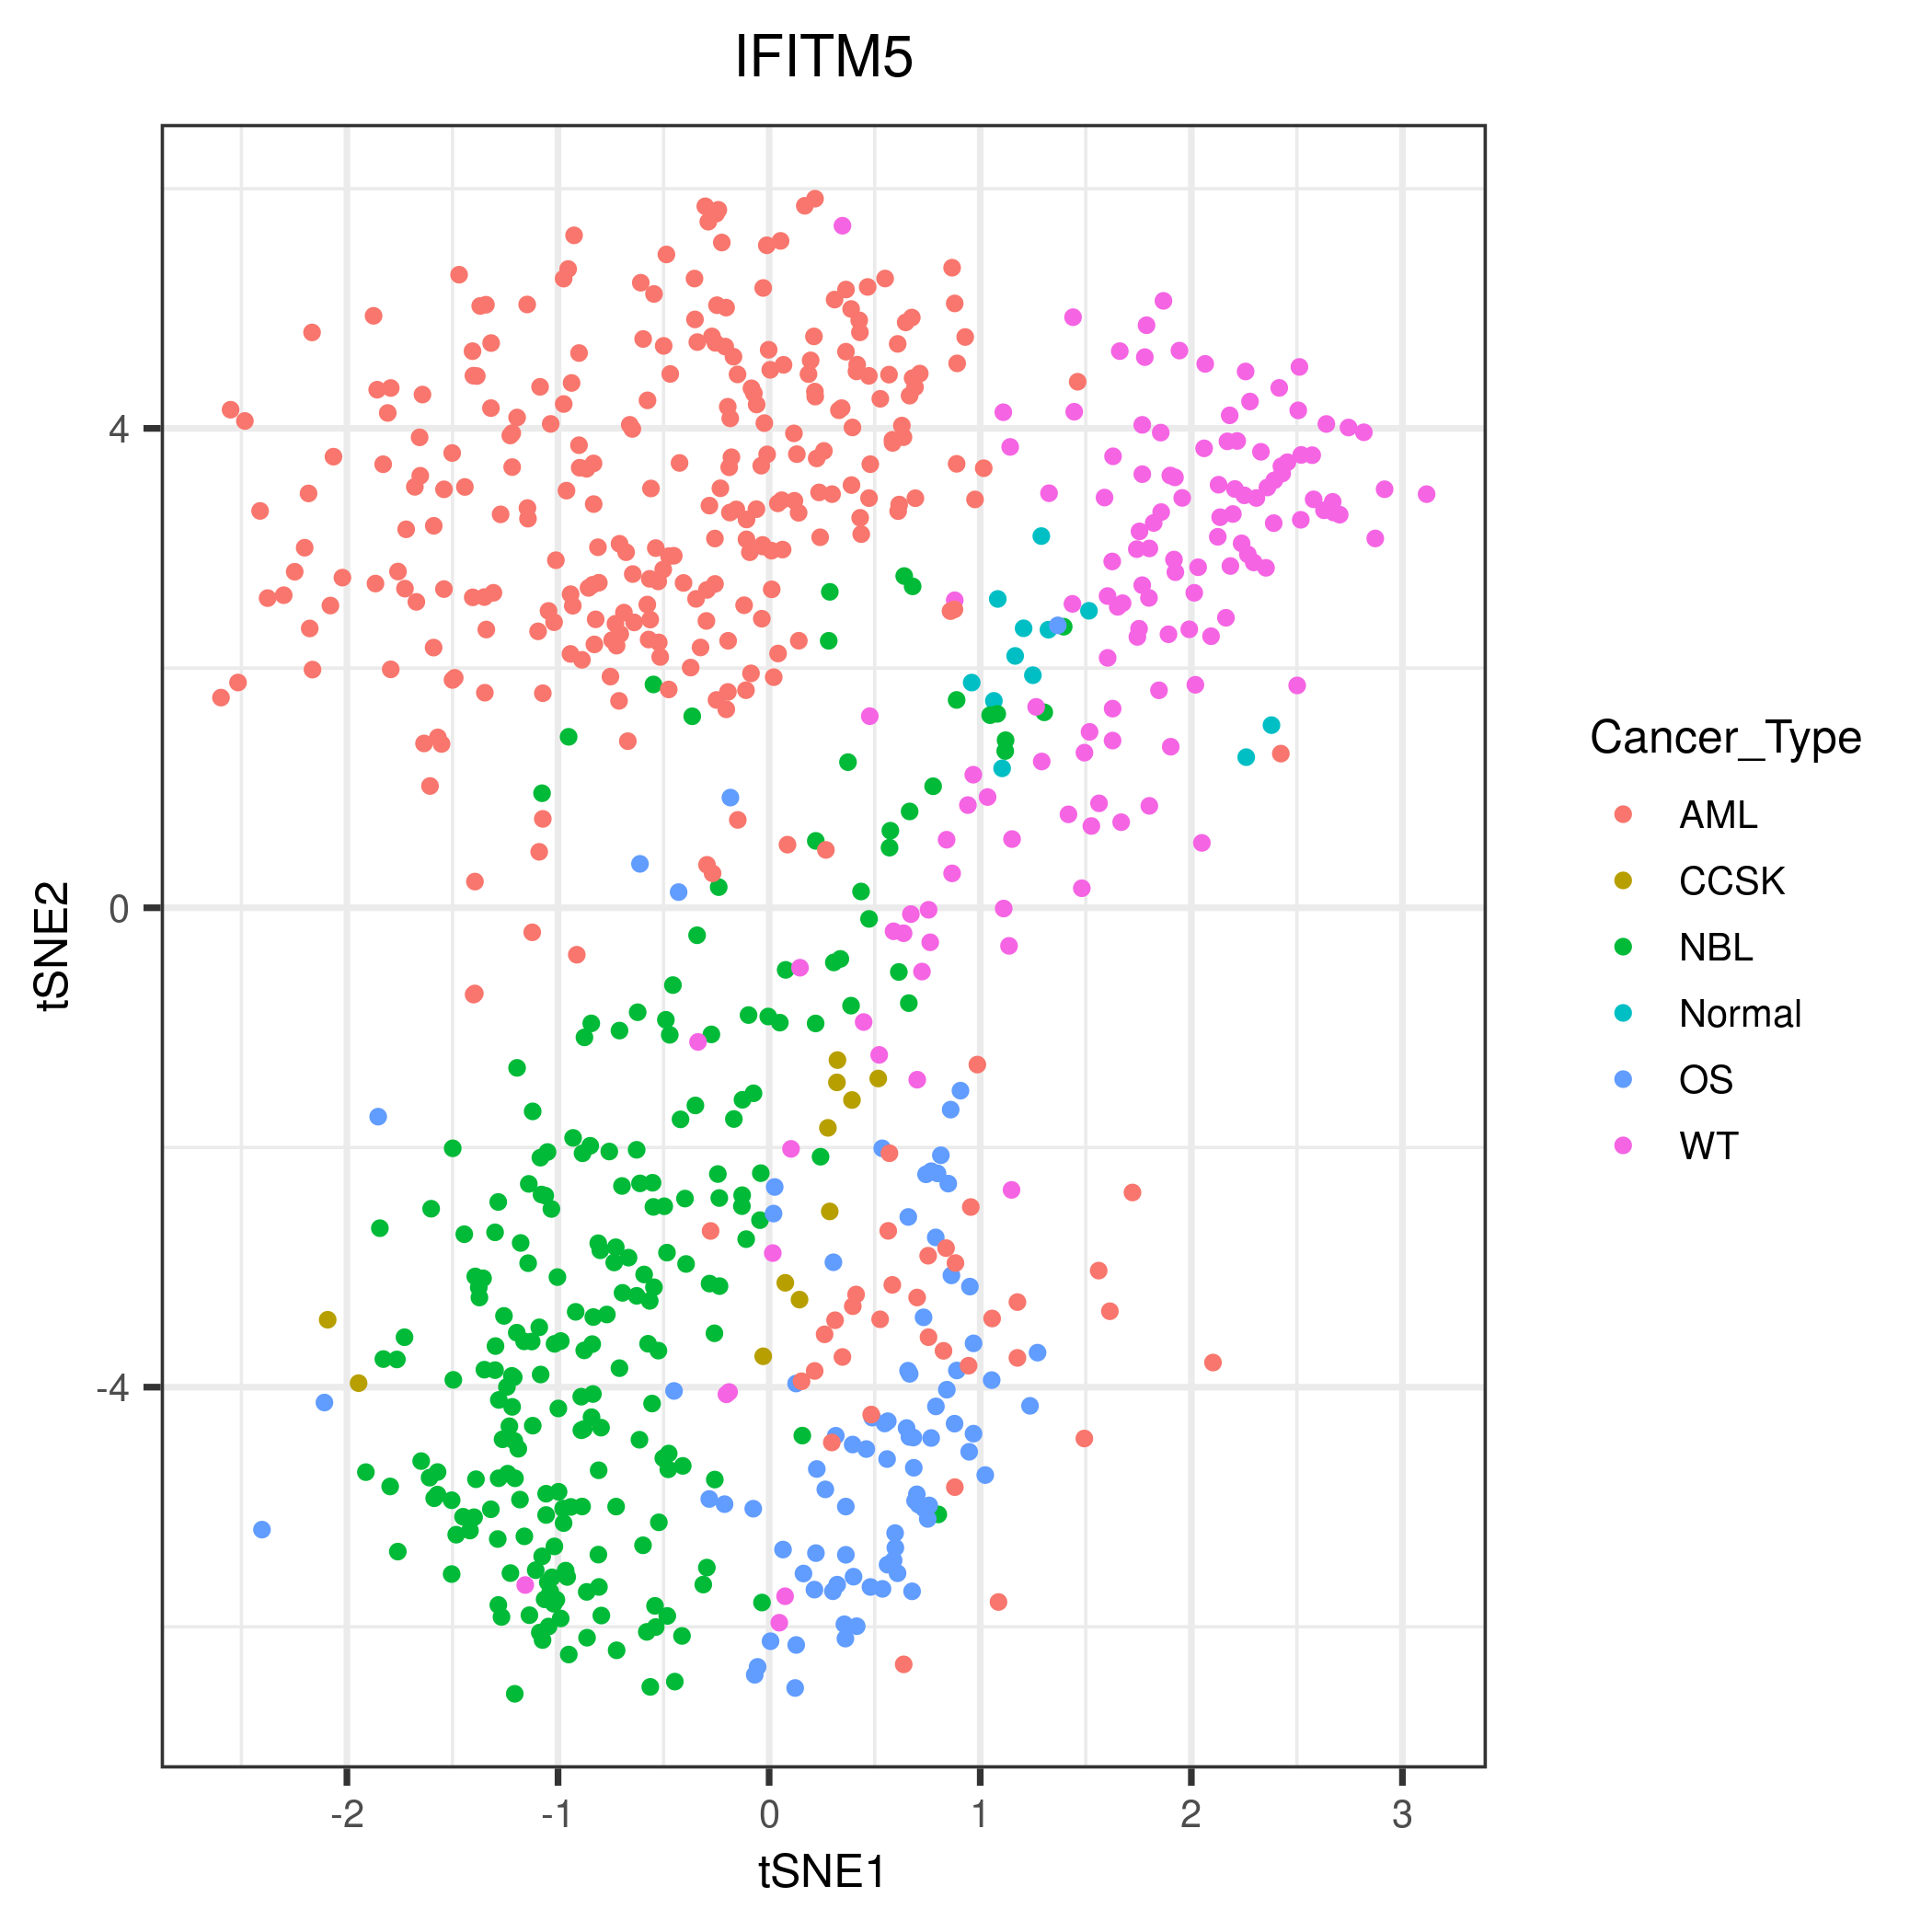 IFITM5
4
0
-4
tSNE2
-2
-1
0
1
2
3
tSNE1
Cancer_Type
AML
CCSK
NBL
Normal
OS
WT